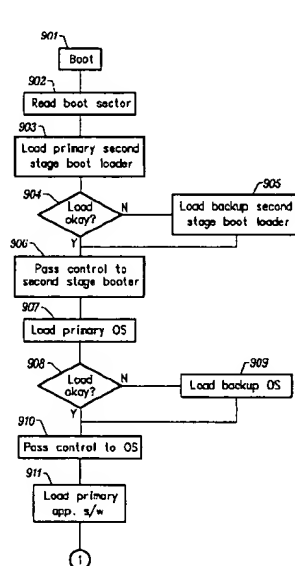 901
Boot
902
Read boot sector
903
Load primary second
stage boot loader
904
Load
okay?
N
Y
905
Load backup second
stage boot loader
906
Pass control to
second stage booter
907
Load primary OS
908
Load
okay?
N
Y
909
Load backup OS
910
Pass control to OS
911
Load primary
app. s/w
1